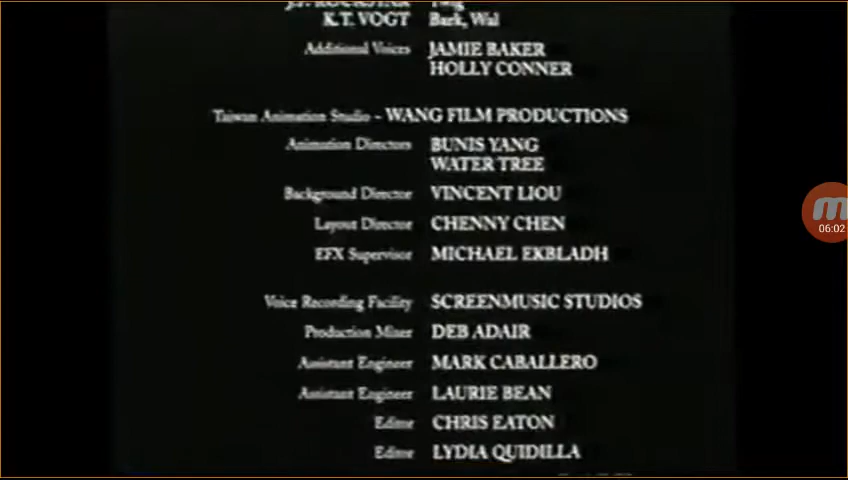 Twig
K.T. VOGT Bark, Wal
Additional Voices JAMIE BAKER
HOLLY CONNER
Taiwan Animation Studio - WANG FILM PRODUCTIONS
Animation Directors BUNIS YANG
WATER TREE
Background Director VINCENT LIOU
Layout Director CHENNY CHEN
EFX Supervisor MICHAEL EKBLADH
Voice Recording Facility SCREENMUSIC STUDIOS
Production Mixer DEB ADAIR
Assistant Engineer MARK CABALLERO
Assistant Engineer LAURIE BEAN
Editor CHRIS EATON
Editor LYDIA QUIDILLA
06:02